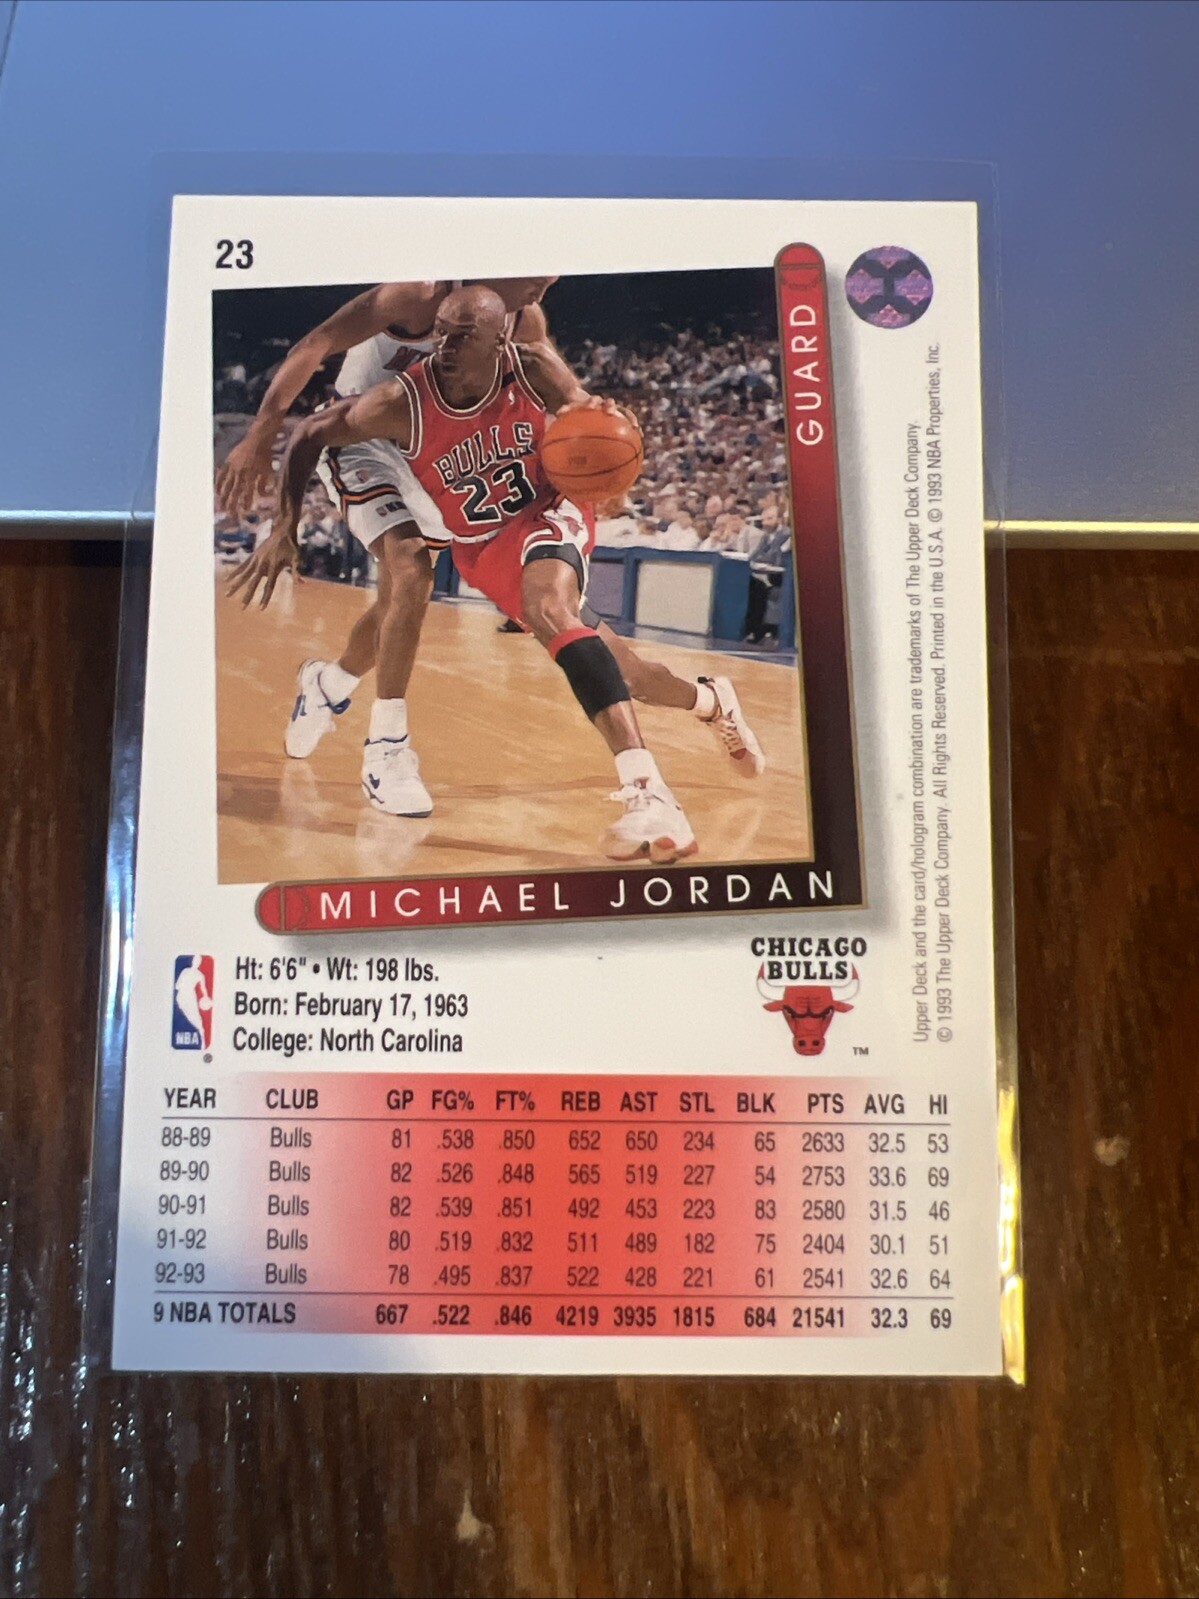 23
GUARD
BULLS
23
MICHAEL JORDAN
Upper Deck and the card/hologram combination are trademarks of The Upper Deck Company.
© 1993 The Upper Deck Company. All Rights Reserved. Printed in the U.S.A. © 1993 NBA Properties, Inc.
NBA
®
Ht: 6'6" • Wt: 198 lbs.
Born: February 17, 1963
College: North Carolina
CHICAGO
BULLS
TM
YEAR CLUB GP FG% FT% REB AST STL BLK PTS AVG HI
88-89 Bulls 81 .538 .850 652 650 234 65 2633 32.5 53
89-90 Bulls 82 .526 .848 565 519 227 54 2753 33.6 69
90-91 Bulls 82 .539 .851 492 453 223 83 2580 31.5 46
91-92 Bulls 80 .519 .832 511 489 182 75 2404 30.1 51
92-93 Bulls 78 .495 .837 522 428 221 61 2541 32.6 64
9 NBA TOTALS 667 .522 .846 4219 3935 1815 684 21541 32.3 69